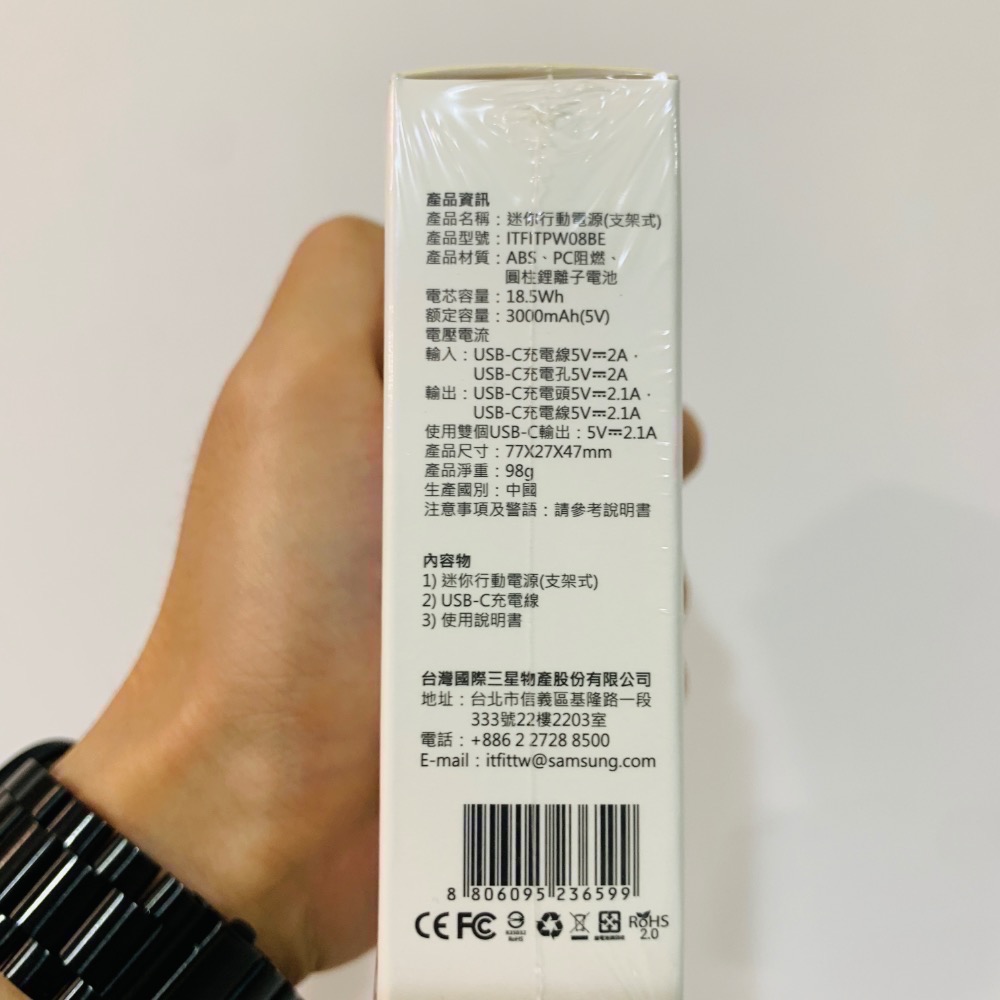 產品資訊
產品名稱：迷你行動電源(支架式)
產品型號：ITFITPW08BE
產品材質：ABS、PC阻燃、
圓柱鋰離子電池
電芯容量：18.5Wh
額定容量：3000mAh(5V)
電壓電流
輸入：USB-C充電線5V⎓2A・
USB-C充電孔5V⎓2A
輸出：USB-C充電頭5V⎓2.1A・
USB-C充電線5V⎓2.1A
使用雙個USB-C輸出：5V⎓2.1A
產品尺寸：77X27X47mm
產品淨重：98g
生產國別：中國
注意事項及警語：請參考說明書
內容物
1) 迷你行動電源(支架式)
2) USB-C充電線
3) 使用說明書
台灣國際三星物產股份有限公司
地址：台北市信義區基隆路一段
333號22樓2203室
電話：+886 2 2728 8500
E-mail：itfittw@samsung.com
8 806095 236599
CE FC RoHS 2.0